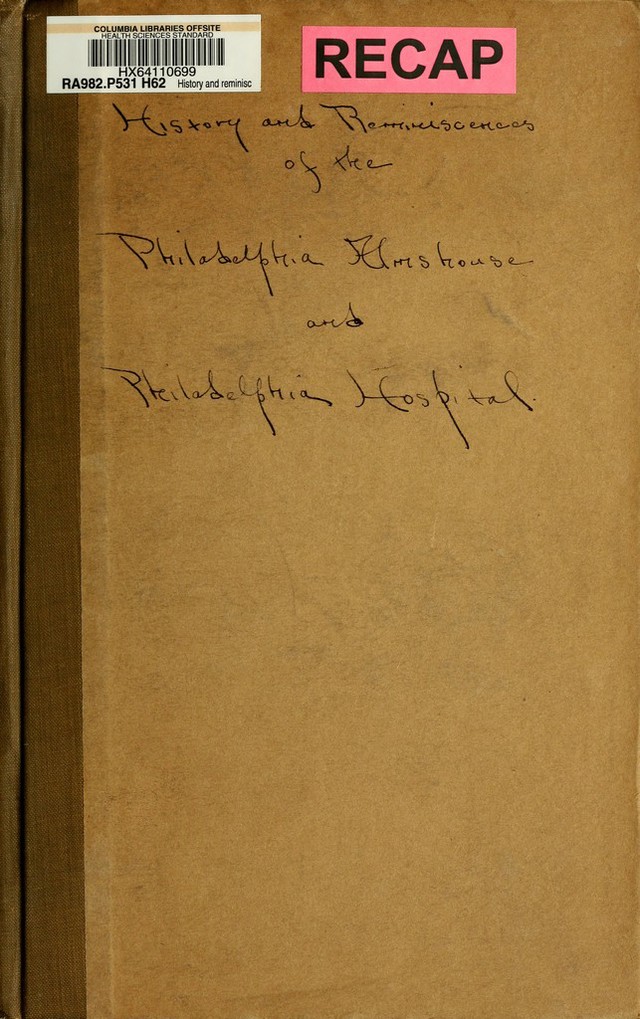 COLUMBIA LIBRARIES OFFSITE
HEALTH SCIENCES STANDARD
HX64110699
RA982.P531 H62 History and reminisc
RECAP
History and Reminiscences
of the
Philadelphia Almshouse
and
Philadelphia Hospital.